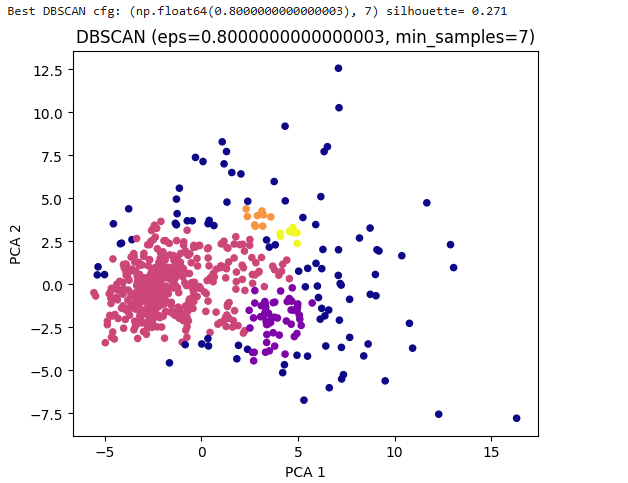 Best DBSCAN cfg: (np.float64(0.8000000000000003), 7) silhouette= 0.271
DBSCAN (eps=0.8000000000000003, min_samples=7)
12.5
10.0
7.5
5.0
2.5
0.0
−2.5
−5.0
−7.5
PCA 2
−5 0 5 10 15
PCA 1